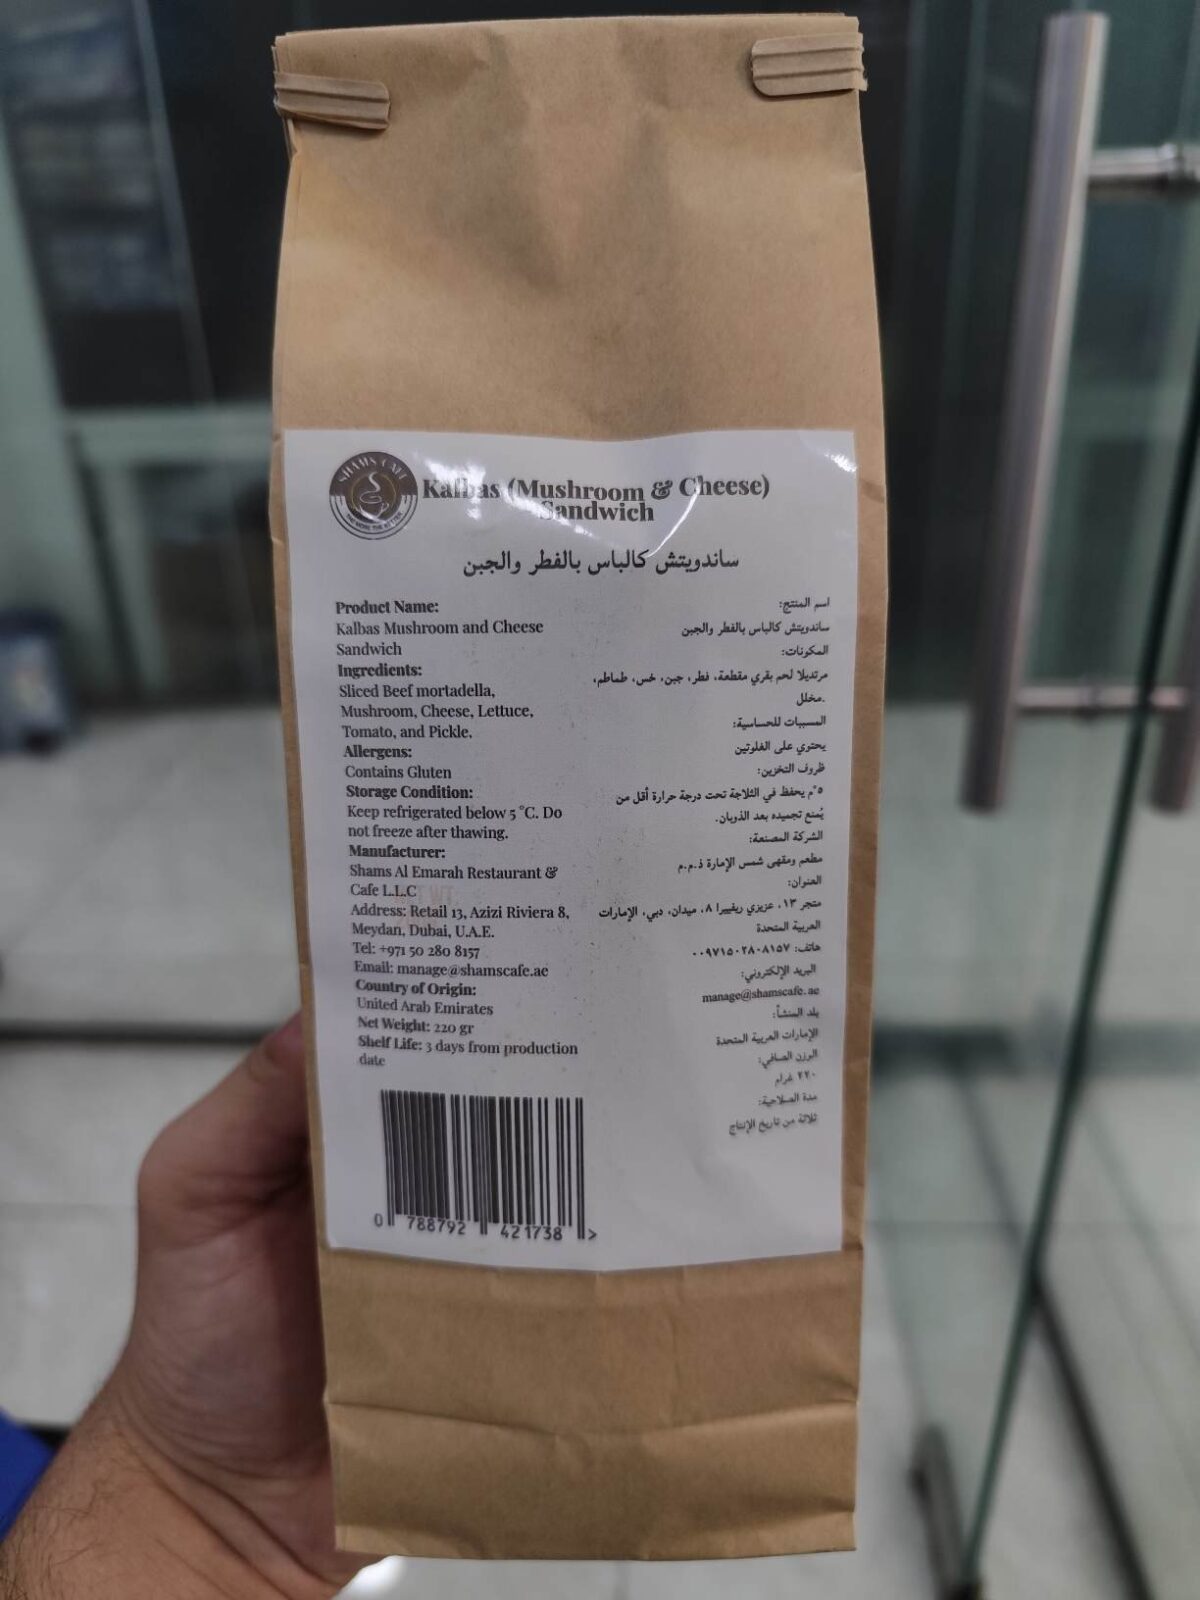 SHAMS CAFE
Kalbas (Mushroom & Cheese)
Sandwich
ساندويتش كالباس بالفطر والجبن
Product Name:
Kalbas Mushroom and Cheese
Sandwich
Ingredients:
Sliced Beef mortadella,
Mushroom, Cheese, Lettuce,
Tomato, and Pickle.
Allergens:
Contains Gluten
Storage Condition:
Keep refrigerated below 5 °C. Do
not freeze after thawing.
Manufacturer:
Shams Al Emarah Restaurant &
Cafe L.L.C
Address: Retail 13, Azizi Riviera 8,
Meydan, Dubai, U.A.E.
Tel: +971 50 280 8157
Email: manage@shamscafe.ae
Country of Origin:
United Arab Emirates
Net Weight: 220 gr
Shelf Life: 3 days from production
date
اسم المنتج:
ساندويتش كالباس بالفطر والجبن
المكونات:
مرتديلا لحم بقري مقطعة، فطر، جبن، خس، طماطم،
.مخلل
المسببات للحساسية:
يحتوي على الغلوتين
ظروف التخزين:
٥°م يحفظ في الثلاجة تحت درجة حرارة أقل من
يُمنع تجميده بعد الذوبان.
الشركة المصنعة:
مطعم ومقهى شمس الإمارة ذ.م.م
العنوان:
متجر ١٣، عزيزي ريفييرا ٨، ميدان، دبي، الإمارات
العربية المتحدة
هاتف: ٠٠٩٧١٥٠٢٨٠٨١٥٧
البريد الإلكتروني:
manage@shamscafe.ae
بلد المنشأ:
الإمارات العربية المتحدة
الوزن الصافي:
٢٢٠ غرام
مدة الصلاحية:
ثلاثة من تاريخ الإنتاج
0 788792 421738 >